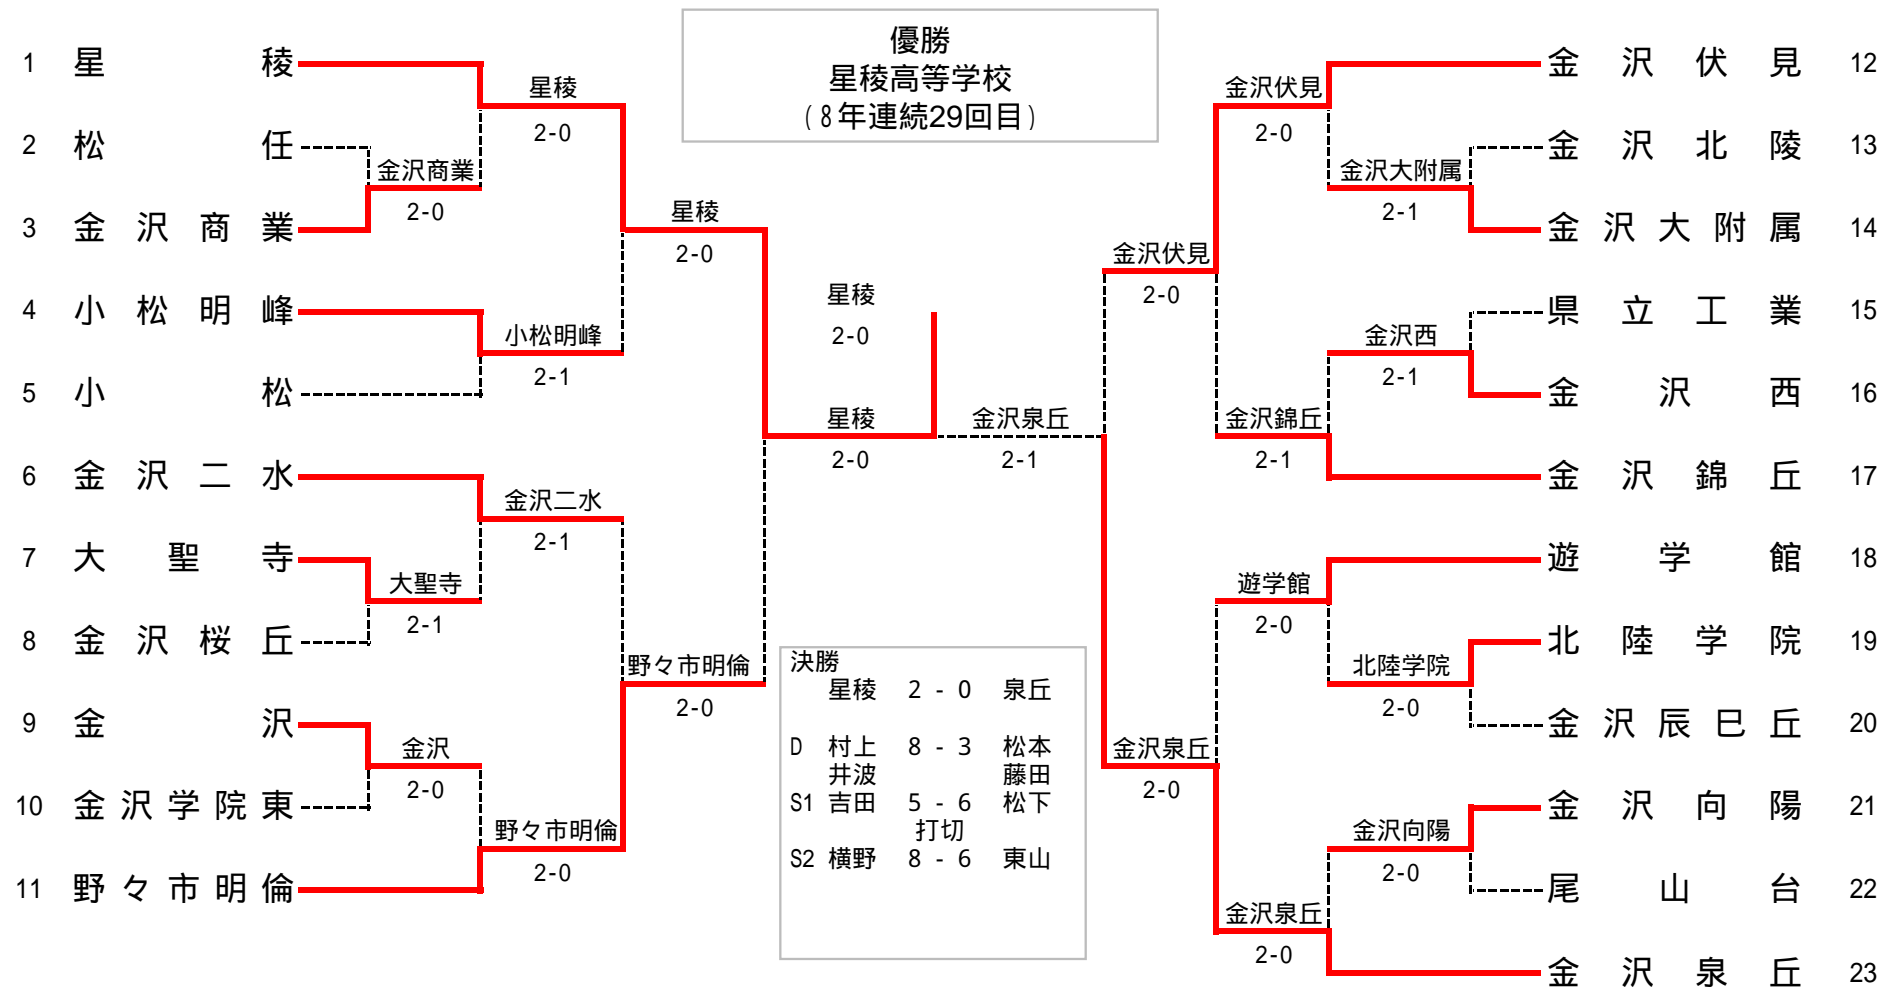 優勝
星稜高等学校
(8年連続29回目)
1 星稜
2 松任
3 金沢商業
4 小松明峰
5 小松
6 金沢二水
7 大聖寺
8 金沢桜丘
9 金沢
10 金沢学院東
11 野々市明倫
金沢商業
2-0
大聖寺
2-1
金沢
2-0
星稜
2-0
小松明峰
2-1
金沢二水
2-1
野々市明倫
2-0
星稜
2-0
野々市明倫
2-0
星稜
2-0
星稜
2-0
金沢泉丘
2-1
決勝
星稜 2 - 0 泉丘
D 村上 8 - 3 松本
井波 藤田
S1 吉田 5 - 6 松下
打切
S2 横野 8 - 6 東山
金沢伏見
2-0
金沢泉丘
2-0
金沢伏見
2-0
金沢錦丘
2-1
遊学館
2-0
金沢泉丘
2-0
金沢大附属
2-1
金沢西
2-1
北陸学院
2-0
金沢向陽
2-0
金沢伏見 12
金沢北陵 13
金沢大附属 14
県立工業 15
金沢西 16
金沢錦丘 17
遊学館 18
北陸学院 19
金沢辰巳丘 20
金沢向陽 21
尾山台 22
金沢泉丘 23